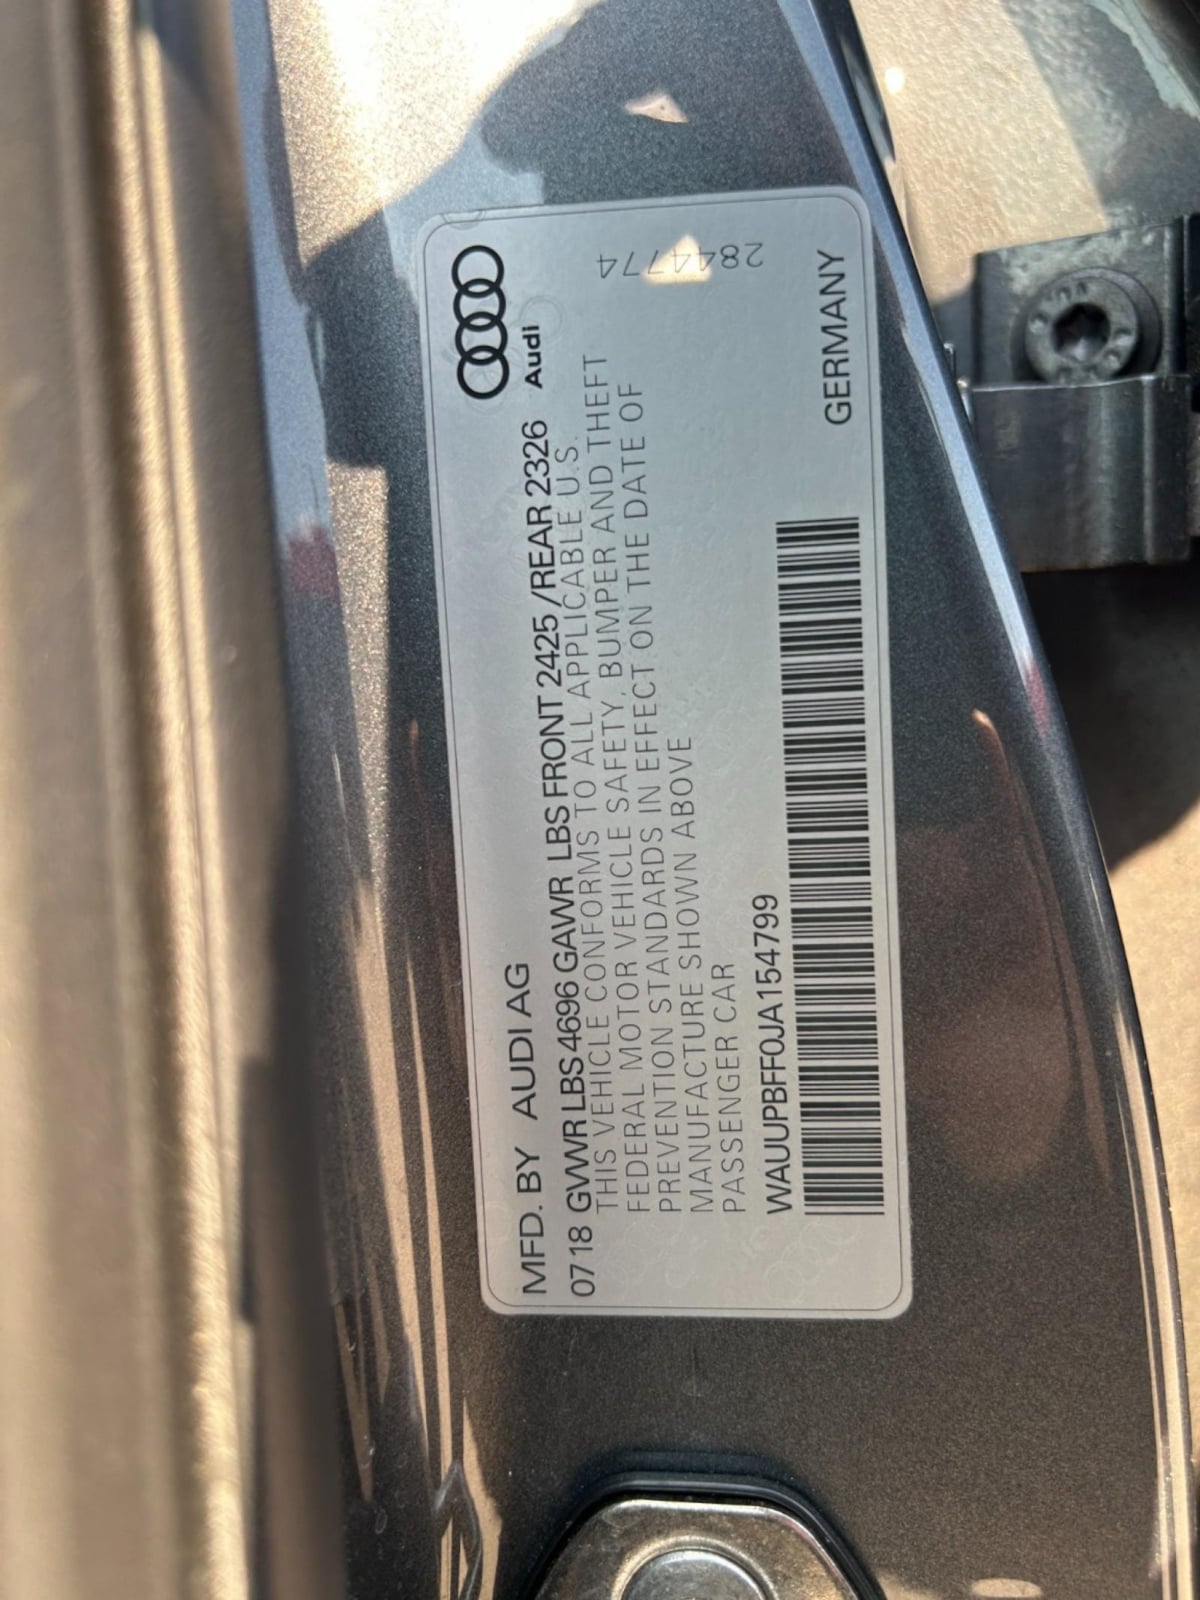 MFD. BY AUDI AG
Audi
0718 GVWR LBS 4696 GAWR LBS FRONT 2425 /REAR 2326
THIS VEHICLE CONFORMS TO ALL APPLICABLE U.S.
FEDERAL MOTOR VEHICLE SAFETY, BUMPER AND THEFT
PREVENTION STANDARDS IN EFFECT ON THE DATE OF
MANUFACTURE SHOWN ABOVE
PASSENGER CAR
2844774
WAUUPBFF0JA154799
GERMANY